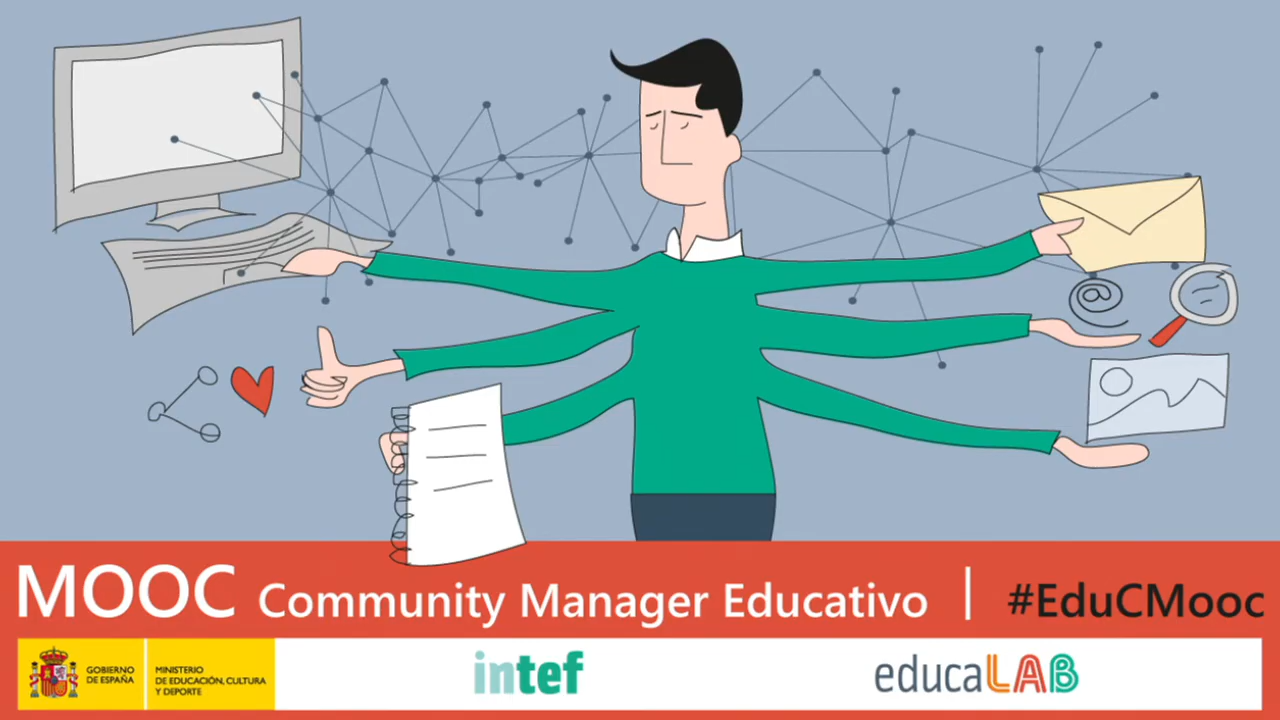 @
MOOC Community Manager Educativo | #EduCMooc
GOBIERNO
DE ESPAÑA
MINISTERIO
DE EDUCACIÓN, CULTURA
Y DEPORTE
intef
educaLAB